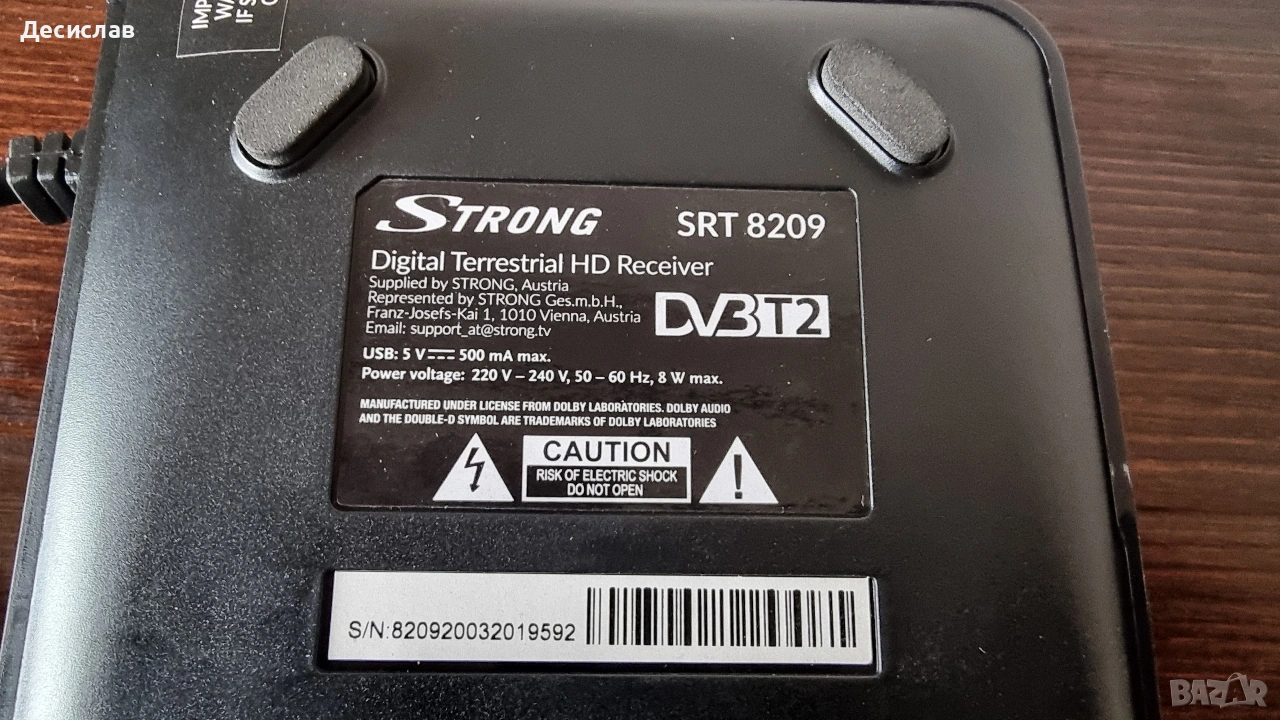 Десислав
STRONG SRT 8209
Digital Terrestrial HD Receiver
Supplied by STRONG, Austria
Represented by STRONG Ges.m.b.H.,
Franz-Josefs-Kai 1, 1010 Vienna, Austria
Email: support_at@strong.tv
DVB T2
USB: 5 V⎓ 500 mA max.
Power voltage: 220 V – 240 V, 50 – 60 Hz, 8 W max.
MANUFACTURED UNDER LICENSE FROM DOLBY LABORATORIES. DOLBY AUDIO
AND THE DOUBLE-D SYMBOL ARE TRADEMARKS OF DOLBY LABORATORIES
CAUTION
RISK OF ELECTRIC SHOCK
DO NOT OPEN
S/N:820920032019592
BAZAR